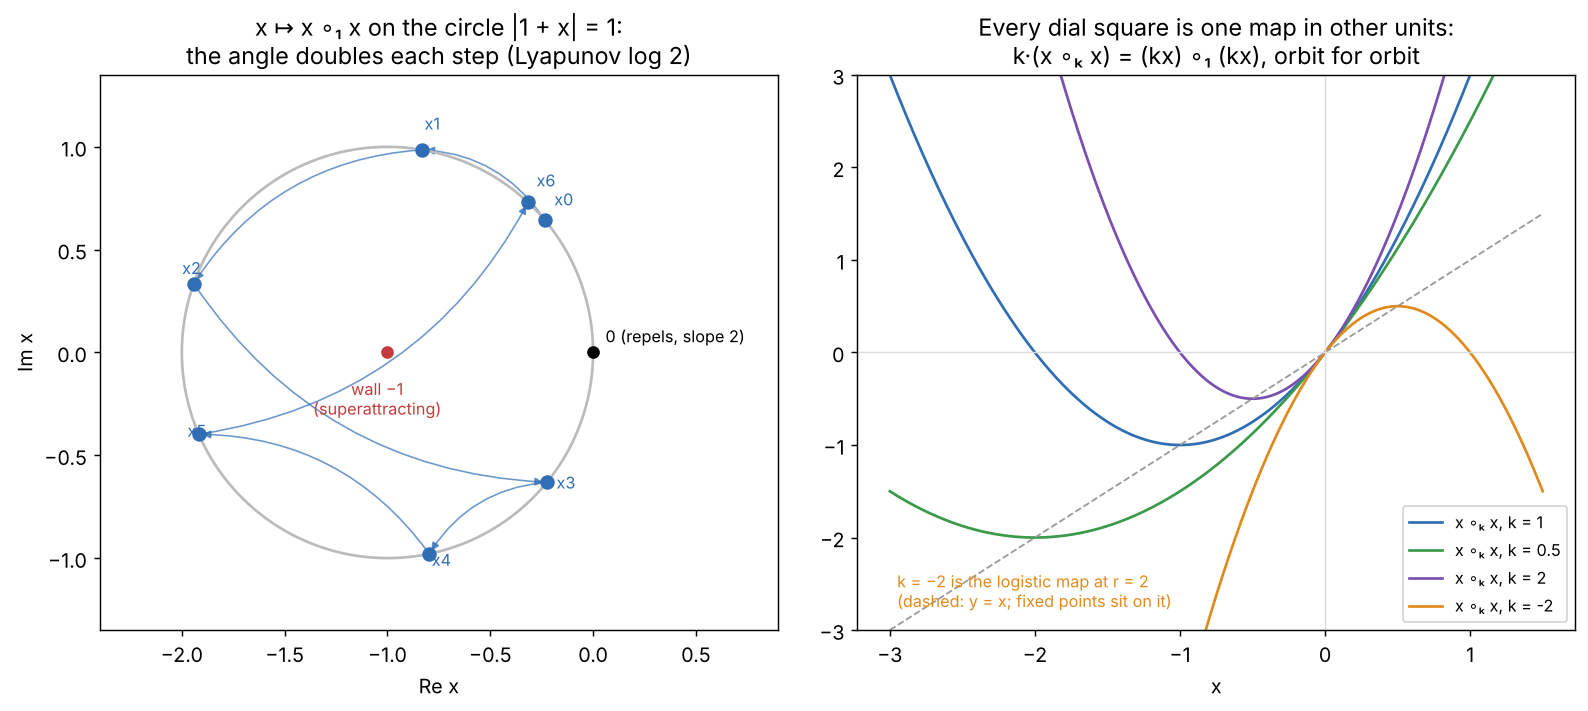 x ↦ x ∘₁ x on the circle |1 + x| = 1:
the angle doubles each step (Lyapunov log 2)
Im x
1.0
0.5
0.0
−0.5
−1.0
x1
x6
x0
x2
0 (repels, slope 2)
wall −1
(superattracting)
x5
x3
x4
−2.0 −1.5 −1.0 −0.5 0.0 0.5
Re x
Every dial square is one map in other units:
k·(x ∘ₖ x) = (kx) ∘₁ (kx), orbit for orbit
3
2
1
0
−1
−2
−3
k = −2 is the logistic map at r = 2
(dashed: y = x; fixed points sit on it)
x ∘ₖ x, k = 1
x ∘ₖ x, k = 0.5
x ∘ₖ x, k = 2
x ∘ₖ x, k = -2
−3 −2 −1 0 1
x